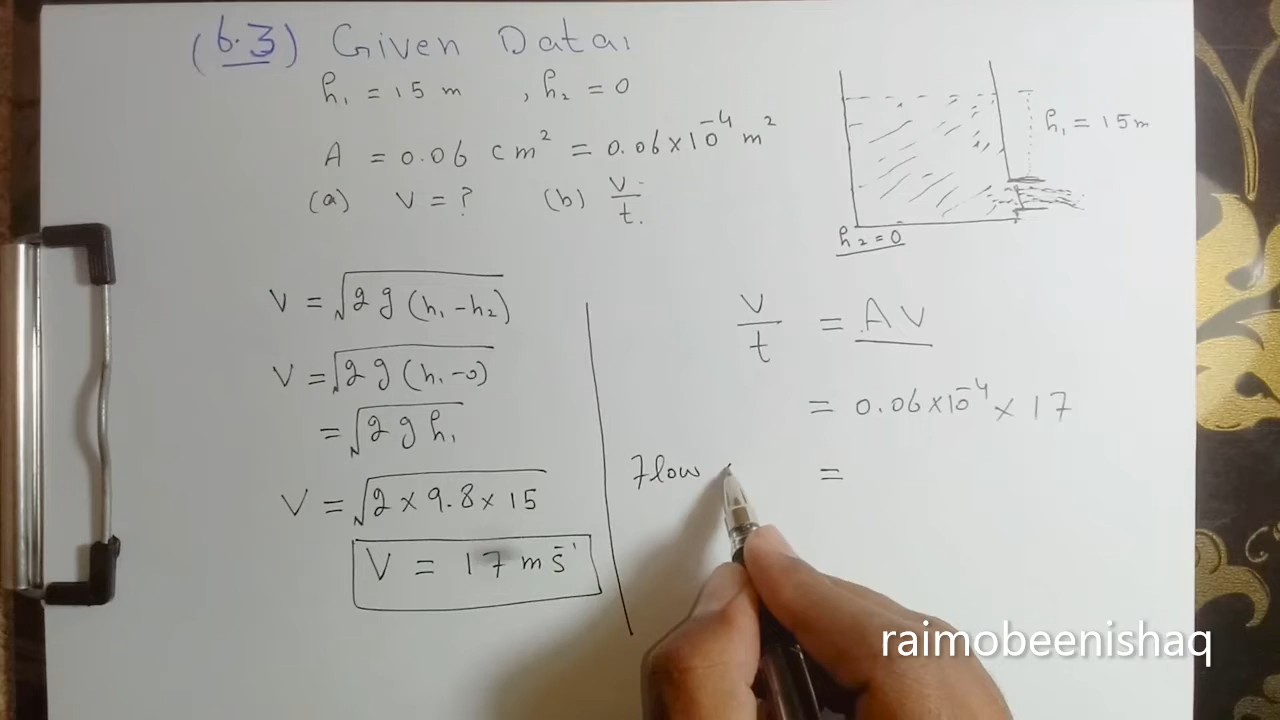 (6.3) Given Data:
h₁ = 15 m , h₂ = 0
A = 0.06 cm² = 0.06×10⁻⁴ m²
(a) V = ? (b) V/t.
h₁ = 15m
h₂ = 0
V = √2g(h₁-h₂)
V = √2g(h₁-0)
= √2gh₁
V = √2×9.8×15
V = 17 ms⁻¹
V/t = AV
= 0.06×10⁻⁴×17
Flow =
raimobeenishaq